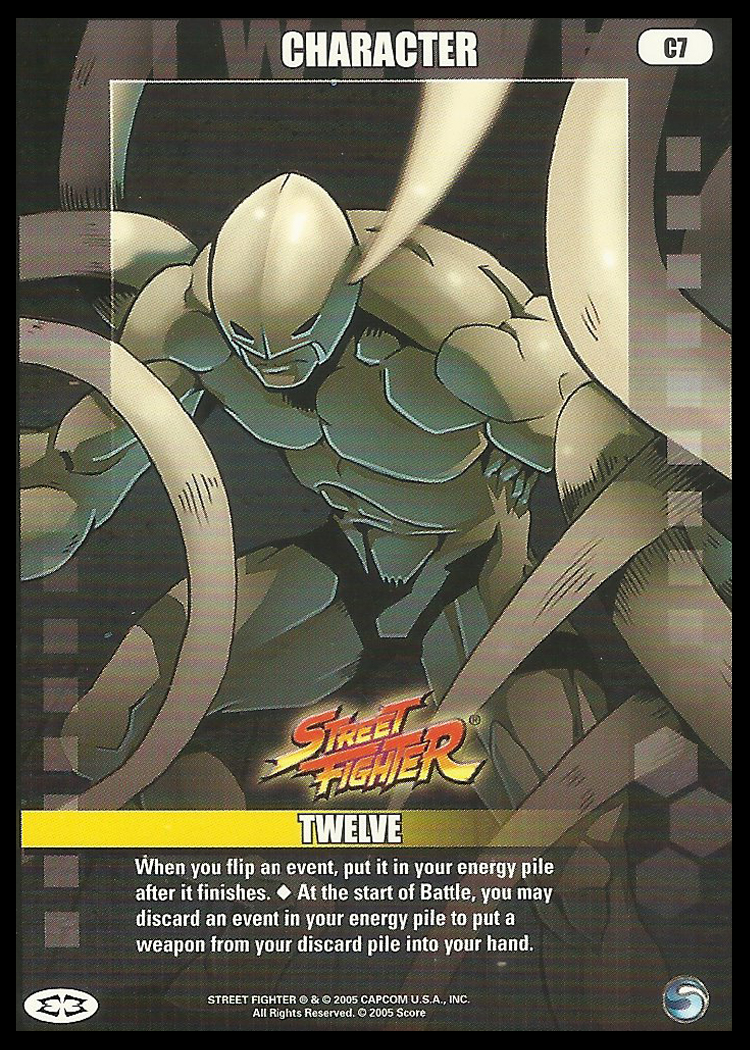 CHARACTER
C7
STREET
FIGHTER ®
TWELVE
When you flip an event, put it in your energy pile
after it finishes. ◆ At the start of Battle, you may
discard an event in your energy pile to put a
weapon from your discard pile into your hand.
STREET FIGHTER ® & © 2005 CAPCOM U.S.A., INC.
All Rights Reserved. © 2005 Score